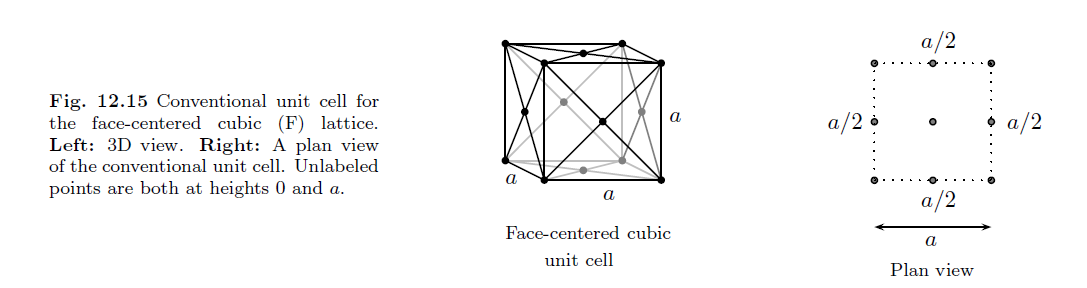 Fig. 12.15 Conventional unit cell for
the face-centered cubic (F) lattice.
Left: 3D view. Right: A plan view
of the conventional unit cell. Unlabeled
points are both at heights 0 and a.
a
a
a
Face-centered cubic
unit cell
a/2
a/2
a/2
a/2
a
Plan view